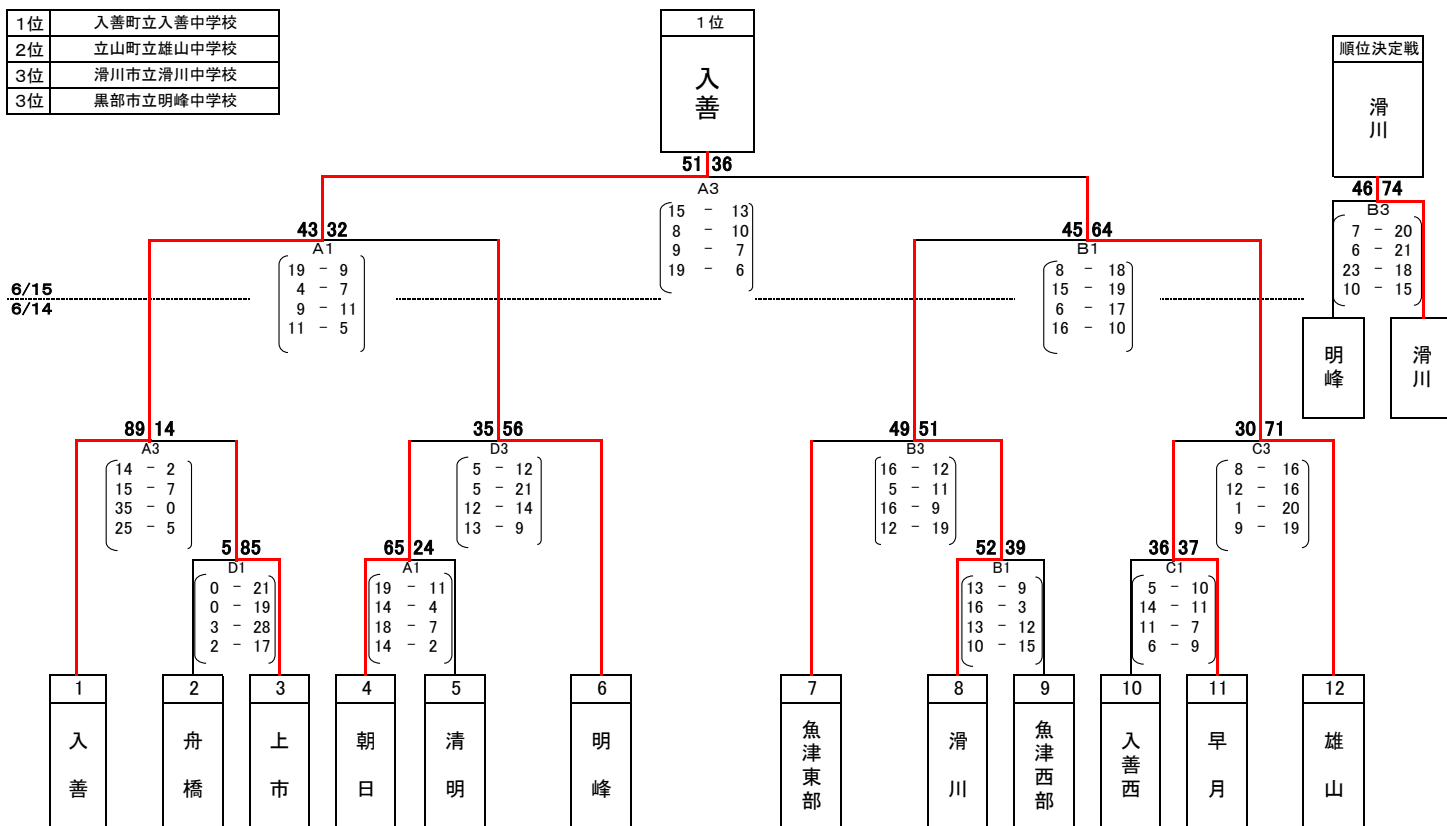 1位 入善町立入善中学校
2位 立山町立雄山中学校
3位 滑川市立滑川中学校
3位 黒部市立明峰中学校
1位
入善
順位決定戦
滑川
51 36
A3
15 - 13
8 - 10
9 - 7
19 - 6
46 74
B3
7 - 20
6 - 21
23 - 18
10 - 15
明峰
滑川
43 32
A1
19 - 9
4 - 7
9 - 11
11 - 5
45 64
B1
8 - 18
15 - 19
6 - 17
16 - 10
6/15
6/14
89 14
A3
14 - 2
15 - 7
35 - 0
25 - 5
35 56
D3
5 - 12
5 - 21
12 - 14
13 - 9
49 51
B3
16 - 12
5 - 11
16 - 9
12 - 19
30 71
C3
8 - 16
12 - 16
1 - 20
9 - 19
5 85
D1
0 - 21
0 - 19
3 - 28
2 - 17
65 24
A1
19 - 11
14 - 4
18 - 7
14 - 2
52 39
B1
13 - 9
16 - 3
13 - 12
10 - 15
36 37
C1
5 - 10
14 - 11
11 - 7
6 - 9
1
入善
2
舟橋
3
上市
4
朝日
5
清明
6
明峰
7
魚津東部
8
滑川
9
魚津西部
10
入善西
11
早月
12
雄山